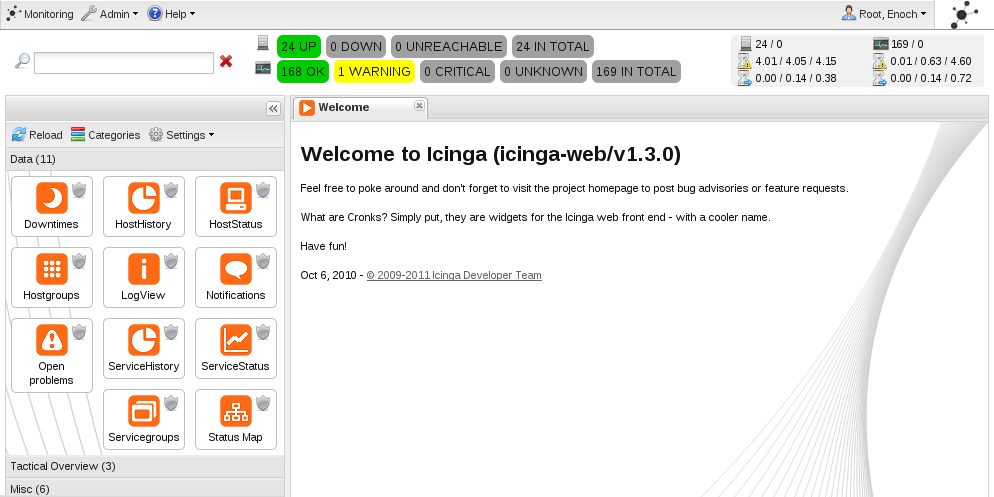 Monitoring Admin Help Root, Enoch
24 UP 0 DOWN 0 UNREACHABLE 24 IN TOTAL
168 OK 1 WARNING 0 CRITICAL 0 UNKNOWN 169 IN TOTAL
24 / 0 169 / 0
4.01 / 4.05 / 4.15 0.01 / 0.63 / 4.60
0.00 / 0.14 / 0.38 0.00 / 0.14 / 0.72
Reload Categories Settings
Data (11)
Downtimes HostHistory HostStatus
Hostgroups LogView Notifications
Open
problems
ServiceHistory ServiceStatus
Servicegroups Status Map
Tactical Overview (3)
Misc (6)
Welcome
Welcome to Icinga (icinga-web/v1.3.0)
Feel free to poke around and don't forget to visit the project homepage to post bug advisories or feature requests.
What are Cronks? Simply put, they are widgets for the Icinga web front end - with a cooler name.
Have fun!
Oct 6, 2010 - © 2009-2011 Icinga Developer Team